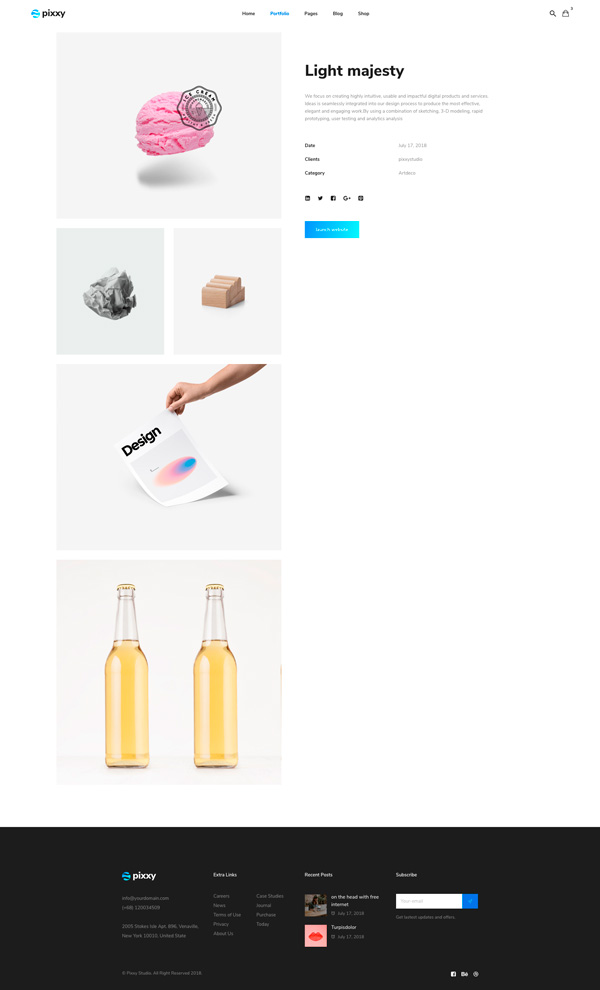 pixxy
Home Portfolio Pages Blog Shop
3
ICE CREAM
Light majesty
We focus on creating highly intuitive, usable and impactful digital products and services.
Ideas is seamlessly integrated into our design process to produce the most effective,
elegant and engaging work.By using a combination of sketching, 3-D modeling, rapid
prototyping, user testing and analytics analysis
Date July 17, 2018
Clients pixxystudio
Category Artdeco
launch website
Design
pixxy
info@yourdomain.com
(+68) 120034509
2005 Stokes Isle Apt. 896, Venaville,
New York 10010, United State
Extra Links
Careers
News
Terms of Use
Privacy
About Us
Case Studies
Journal
Purchase
Today
Recent Posts
on the head with free
internet
July 17, 2018
Turpisdolor
July 17, 2018
Subscribe
Your email
Get lastest updates and offers.
© Pixxy Studio. All Right Reserved 2018.